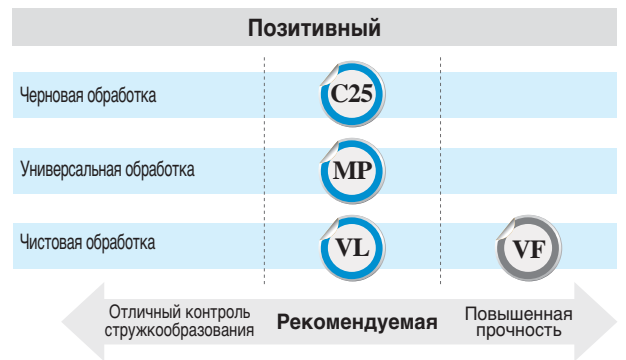 Позитивный
Черновая обработка
C25
Универсальная обработка
MP
Чистовая обработка
VL
VF
Отличный контроль
стружкообразования
Рекомендуемая
Повышенная
прочность